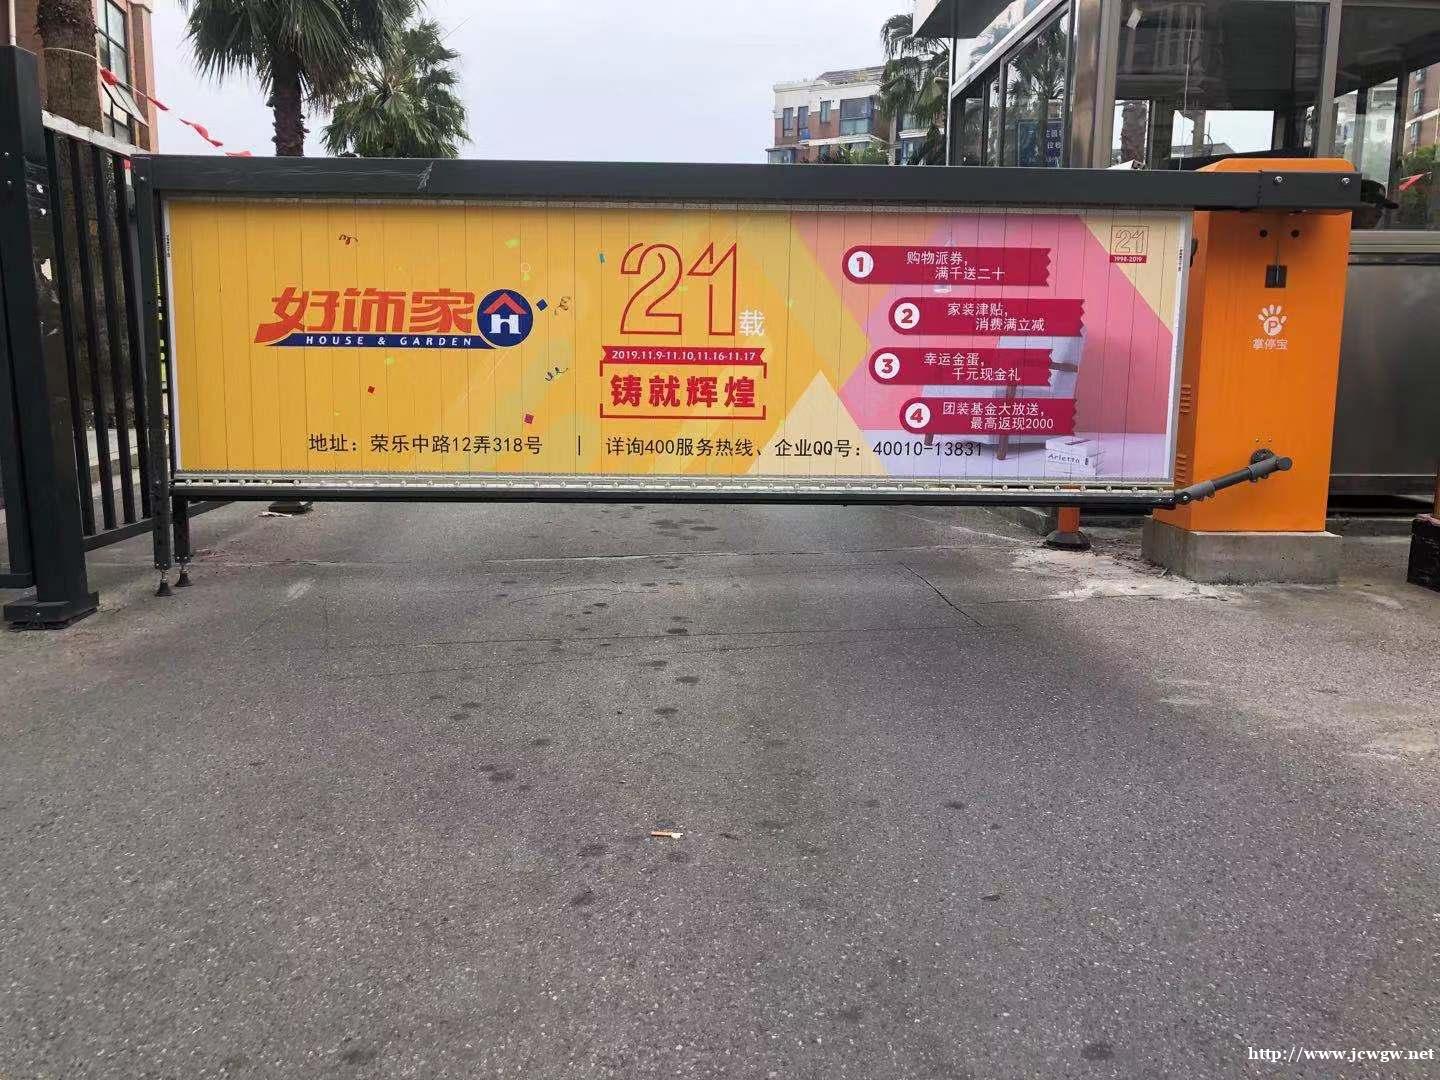 好饰家
HOUSE & GARDEN
21载
2019.11.9-11.10,11.16-11.17
铸就辉煌
1 购物派券，
满千送二十
2 家装津贴，
消费满立减
3 幸运金蛋，
千元现金礼
4 团装基金大放送，
最高返现2000
21
1998-2019
Arletta
地址：荣乐中路12弄318号 | 详询400服务热线、企业QQ号：40010-13831
P
掌停宝
http://www.jcwgw.net